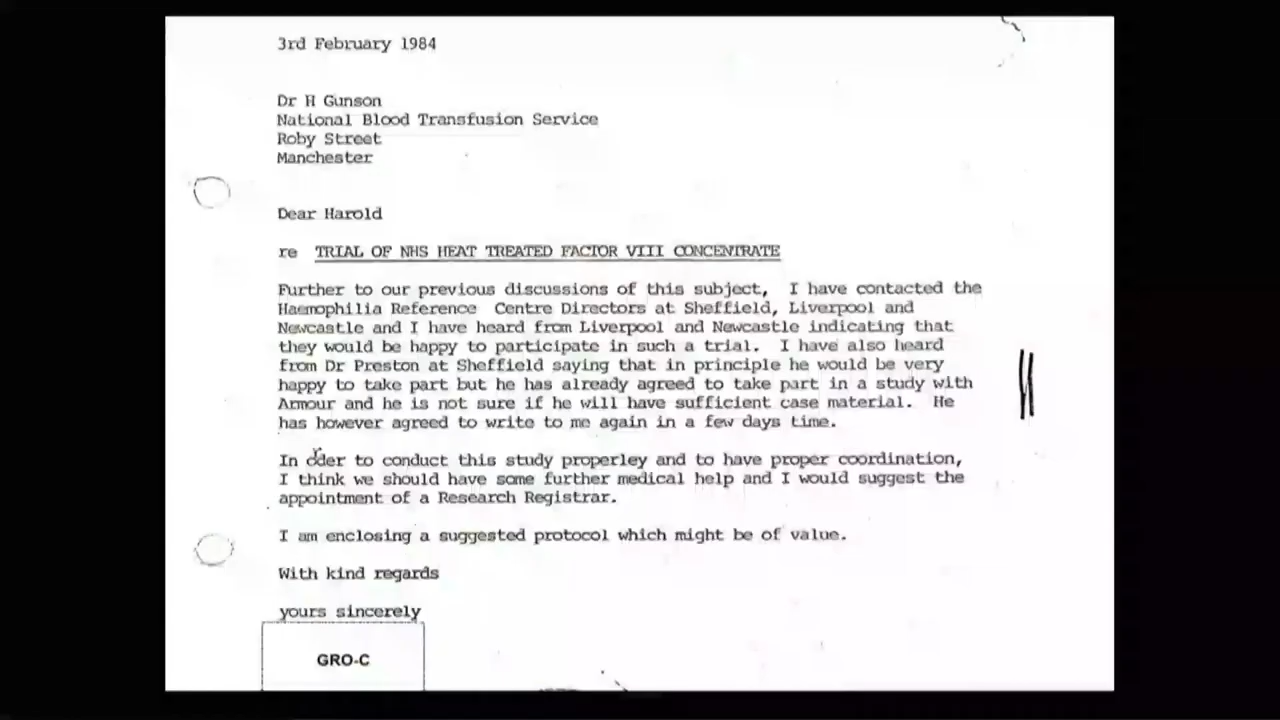 3rd February 1984
Dr H Gunson
National Blood Transfusion Service
Roby Street
Manchester
Dear Harold
re TRIAL OF NHS HEAT TREATED FACTOR VIII CONCENTRATE
Further to our previous discussions of this subject, I have contacted the
Haemophilia Reference Centre Directors at Sheffield, Liverpool and
Newcastle and I have heard from Liverpool and Newcastle indicating that
they would be happy to participate in such a trial. I have also heard
from Dr Preston at Sheffield saying that in principle he would be very
happy to take part but he has already agreed to take part in a study with
Armour and he is not sure if he will have sufficient case material. He
has however agreed to write to me again in a few days time.
In order to conduct this study properley and to have proper coordination,
I think we should have some further medical help and I would suggest the
appointment of a Research Registrar.
I am enclosing a suggested protocol which might be of value.
With kind regards
yours sincerely
GRO-C